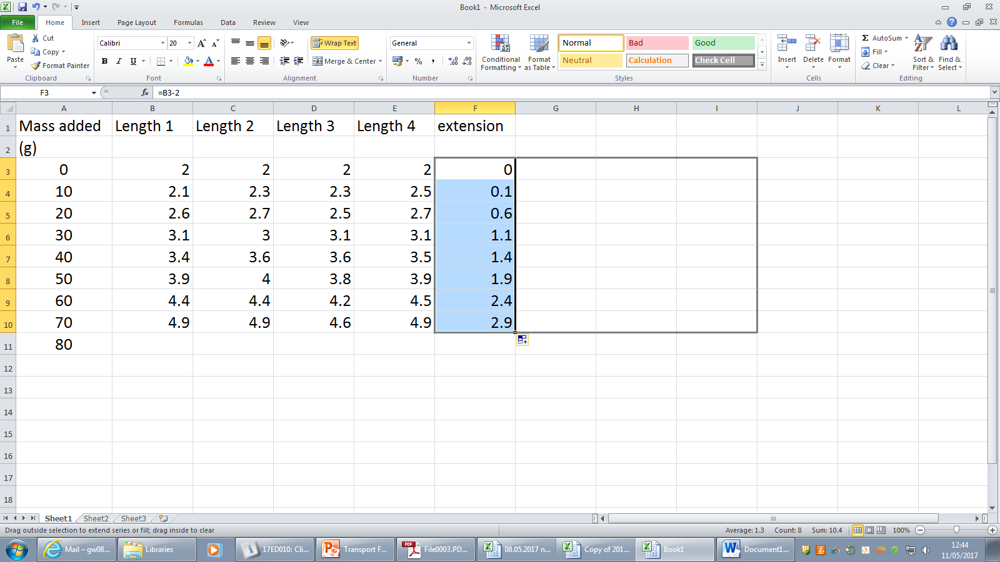 Book1 - Microsoft Excel
File Home Insert Page Layout Formulas Data Review View
Paste Cut Copy Format Painter Clipboard
Calibri 20 A A B I U A Font
Wrap Text Merge & Center Alignment
General % , .0 .00 .00 .0 Number
Conditional Formatting Format as Table
Normal Bad Good
Neutral Calculation Check Cell
Styles
Insert Delete Format Cells
Σ AutoSum Fill Clear Sort & Filter Find & Select Editing
F3 fx =B3-2
A B C D E F G H I J K L
1 Mass added Length 1 Length 2 Length 3 Length 4 extension
2 (g)
3 0 2 2 2 2 0
4 10 2.1 2.3 2.3 2.5 0.1
5 20 2.6 2.7 2.5 2.7 0.6
6 30 3.1 3 3.1 3.1 1.1
7 40 3.4 3.6 3.6 3.5 1.4
8 50 3.9 4 3.8 3.9 1.9
9 60 4.4 4.4 4.2 4.5 2.4
10 70 4.9 4.9 4.6 4.9 2.9
11 80
12
13
14
15
16
17
18
Sheet1 Sheet2 Sheet3
Drag outside selection to extend series or fill; drag inside to clear Average: 1.3 Count: 8 Sum: 10.4 100%
Mail – gw08... Libraries 17ED010: Cli... Transport F... File0003.PD... 08.05.2017 n... Copy of 201... Book1 Document1... 12:44
11/05/2017